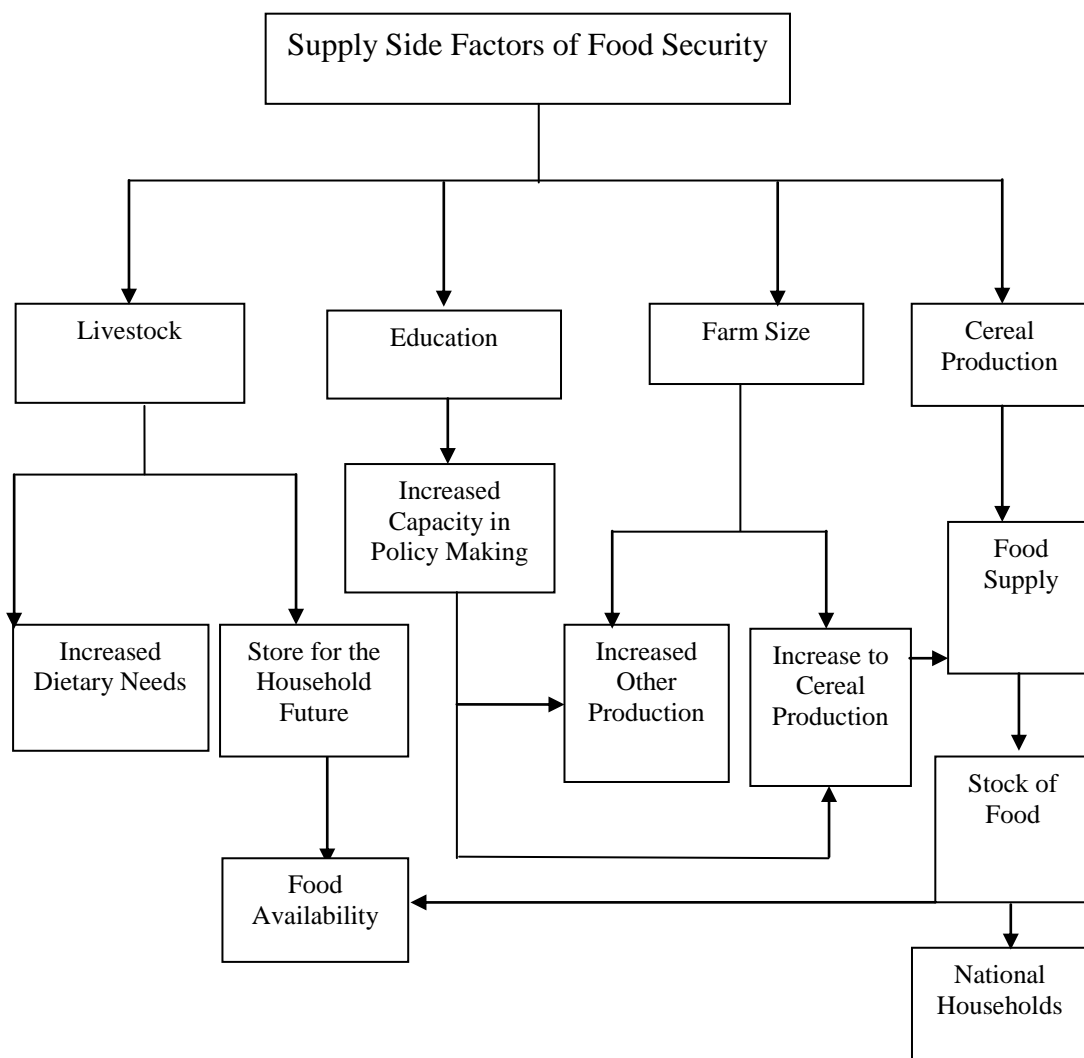 Supply Side Factors of Food Security
Livestock
Education
Farm Size
Cereal
Production
Increased
Capacity in
Policy Making
Food
Supply
Increased
Dietary Needs
Store for the
Household
Future
Increased
Other
Production
Increase to
Cereal
Production
Stock of
Food
Food
Availability
National
Households